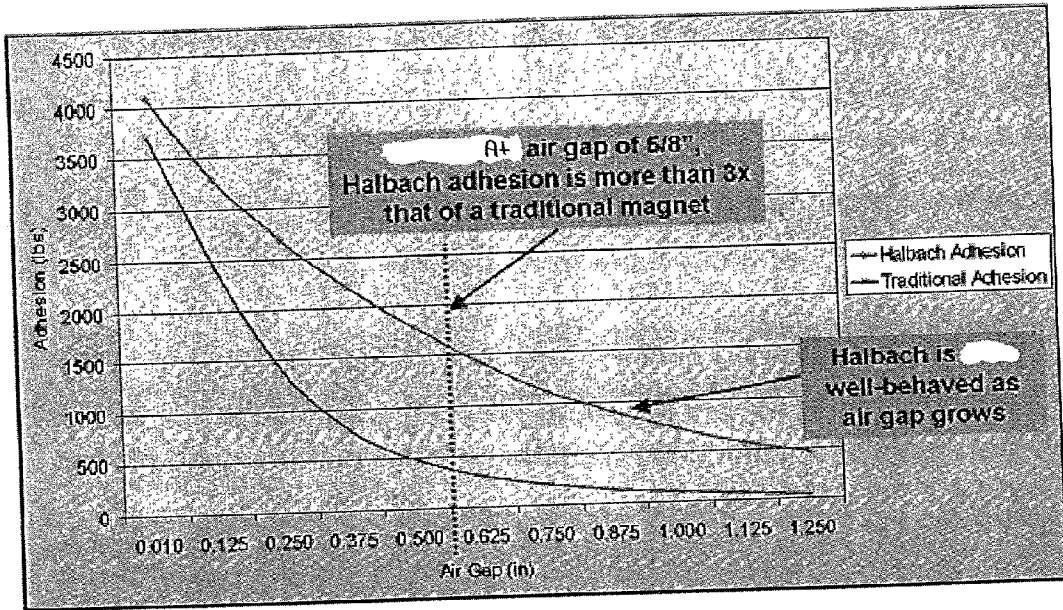 4500
4000
3500
3000
2500
2000
1500
1000
500
0
Adhesion (lbs)
At air gap of 5/8",
Halbach adhesion is more than 3x
that of a traditional magnet
Halbach Adhesion
Traditional Adhesion
Halbach is
well-behaved as
air gap grows
0.010 0.125 0.250 0.375 0.500 0.625 0.750 0.875 1.000 1.125 1.250
Air Gap (in)